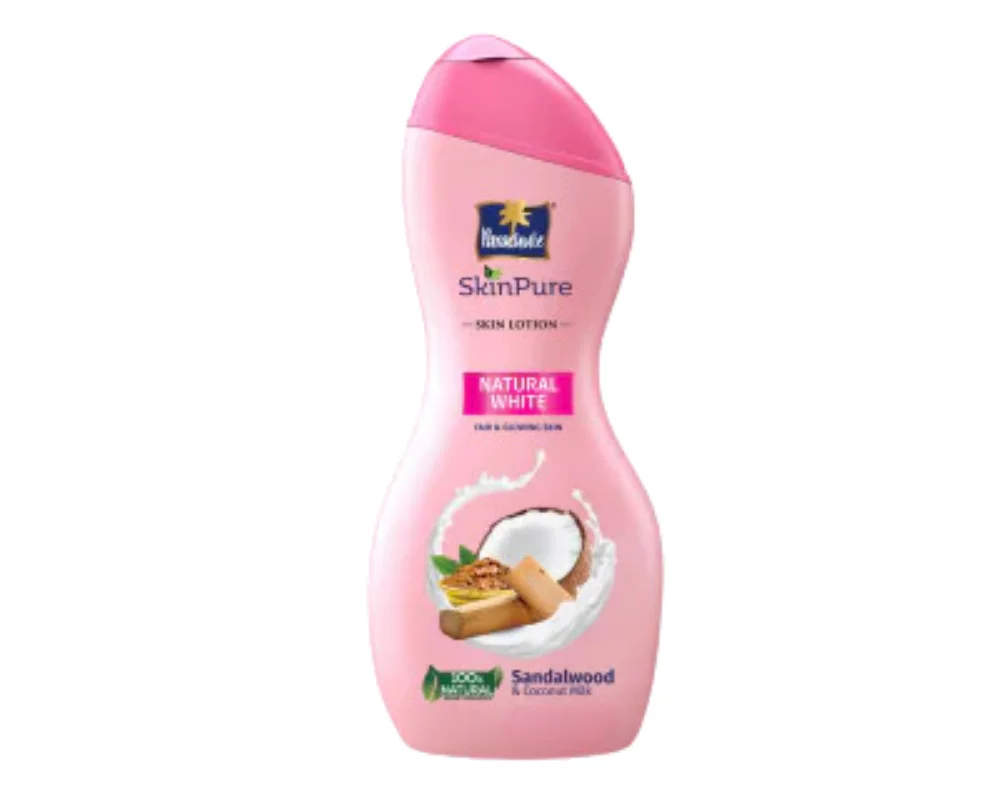 Parachute
SkinPure
SKIN LOTION
NATURAL
WHITE
FAIR & GLOWING SKIN
100%
NATURAL
Sandalwood
& Coconut Milk